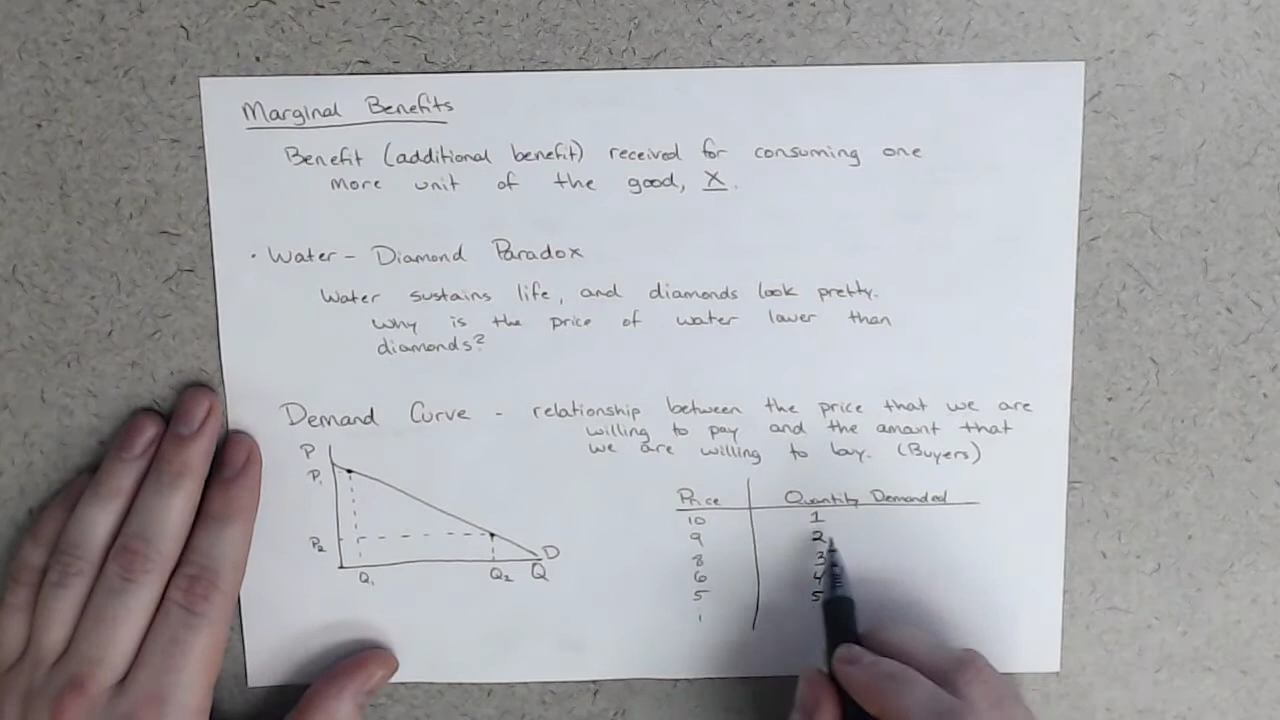 Marginal Benefits
Benefit (additional benefit) received for consuming one
more unit of the good, X.
• Water - Diamond Paradox
Water sustains life, and diamonds look pretty.
Why is the price of water lower than
diamonds?
Demand Curve - relationship between the price that we are
willing to pay and the amount that
we are willing to buy. (Buyers)
P
P1
P2
Q1
Q2
Q
D
Price Quantity Demanded
10 1
9 2
8 3
6 4
5 5
1